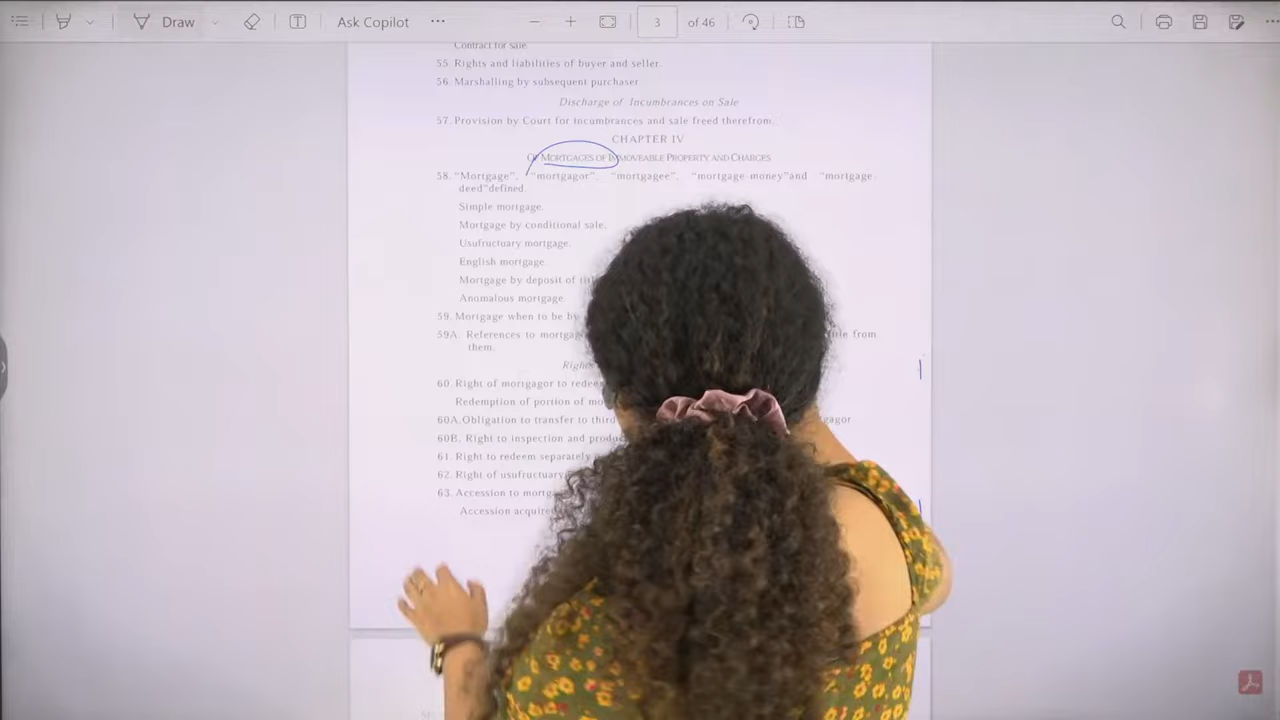 Draw
Ask Copilot
3 of 46
Contract for sale.
55. Rights and liabilities of buyer and seller.
56. Marshalling by subsequent purchaser
Discharge of Incumbrances on Sale
57. Provision by Court for incumbrances and sale freed therefrom.
CHAPTER IV
OF MORTGAGES OF IMMOVEABLE PROPERTY AND CHARGES
58. “Mortgage”, “mortgagor”, “mortgagee”, “mortgage-money”and “mortgage-
deed”defined.
Simple mortgage.
Mortgage by conditional sale.
Usufructuary mortgage.
English mortgage.
Mortgage by deposit of
Anomalous mortgage.
59. Mortgage when to be by
59A. References to from
them.
60. Right of mortgagor to
Redemption of portion of
60A.Obligation to transfer to third
60B. Right to inspection and
61. Right to redeem separately
62. Right of usufructuary
63. Accession to
Accession